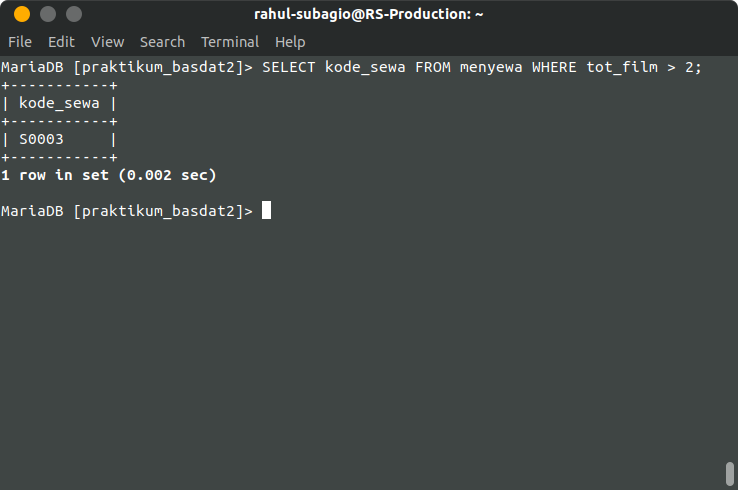 rahul-subagio@RS-Production: ~
File Edit View Search Terminal Help
MariaDB [praktikum_basdat2]> SELECT kode_sewa FROM menyewa WHERE tot_film > 2;
+-----------+
| kode_sewa |
+-----------+
| S0003     |
+-----------+
1 row in set (0.002 sec)
MariaDB [praktikum_basdat2]>